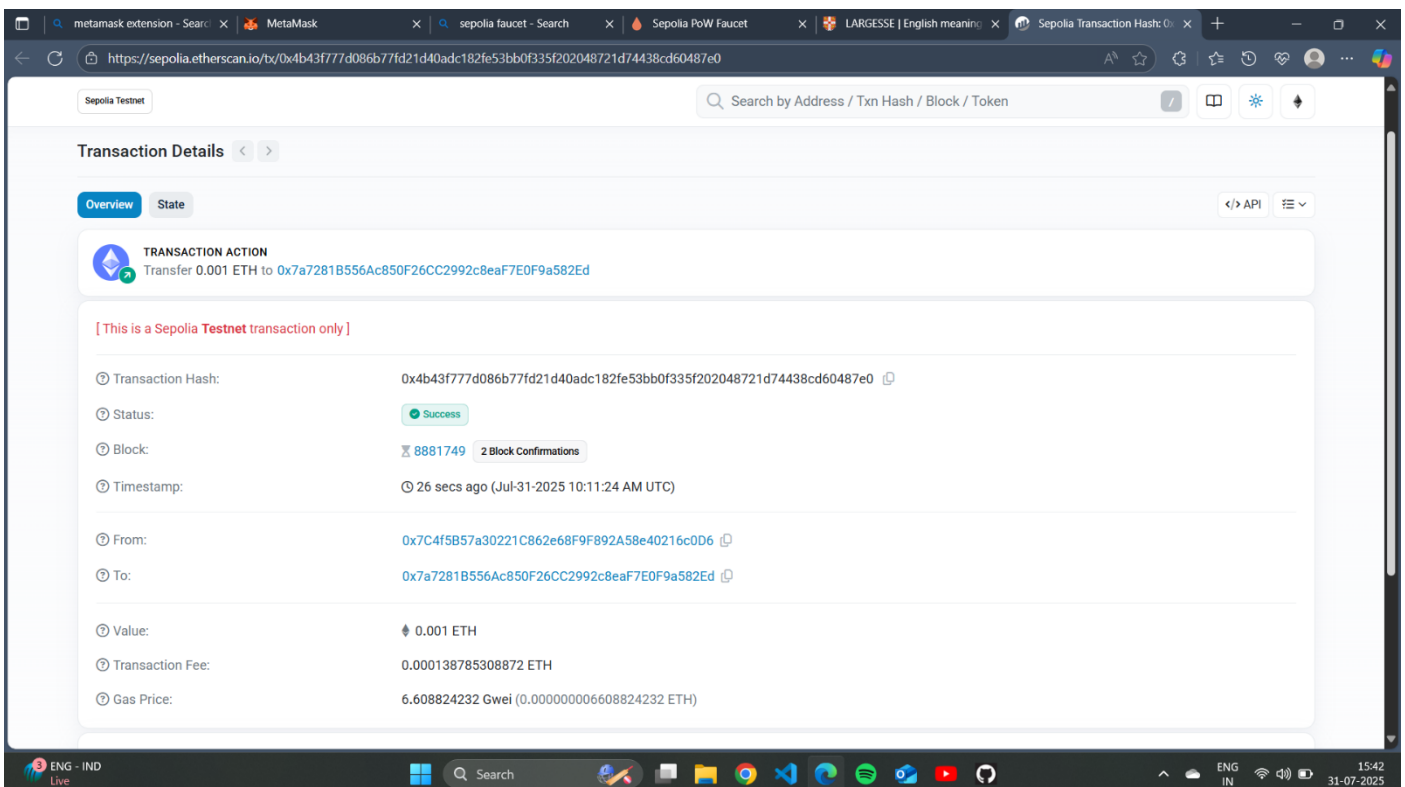 metamask extension - Searc
MetaMask
sepolia faucet - Search
Sepolia PoW Faucet
LARGESSE | English meaning
Sepolia Transaction Hash: 0x
https://sepolia.etherscan.io/tx/0x4b43f777d086b77fd21d40adc182fe53bb0f335f202048721d74438cd60487e0
Sepolia Testnet
Search by Address / Txn Hash / Block / Token
/
Transaction Details
Overview
State
</> API
TRANSACTION ACTION
Transfer 0.001 ETH to 0x7a7281B556Ac850F26CC2992c8eaF7E0F9a582Ed
[ This is a Sepolia Testnet transaction only ]
Transaction Hash: 0x4b43f777d086b77fd21d40adc182fe53bb0f335f202048721d74438cd60487e0
Status: Success
Block: 8881749 2 Block Confirmations
Timestamp: 26 secs ago (Jul-31-2025 10:11:24 AM UTC)
From: 0x7C4f5B57a30221C862e68F9F892A58e40216c0D6
To: 0x7a7281B556Ac850F26CC2992c8eaF7E0F9a582Ed
Value: 0.001 ETH
Transaction Fee: 0.000138785308872 ETH
Gas Price: 6.608824232 Gwei (0.000000006608824232 ETH)
3
ENG - IND
Live
Search
ENG
IN
15:42
31-07-2025